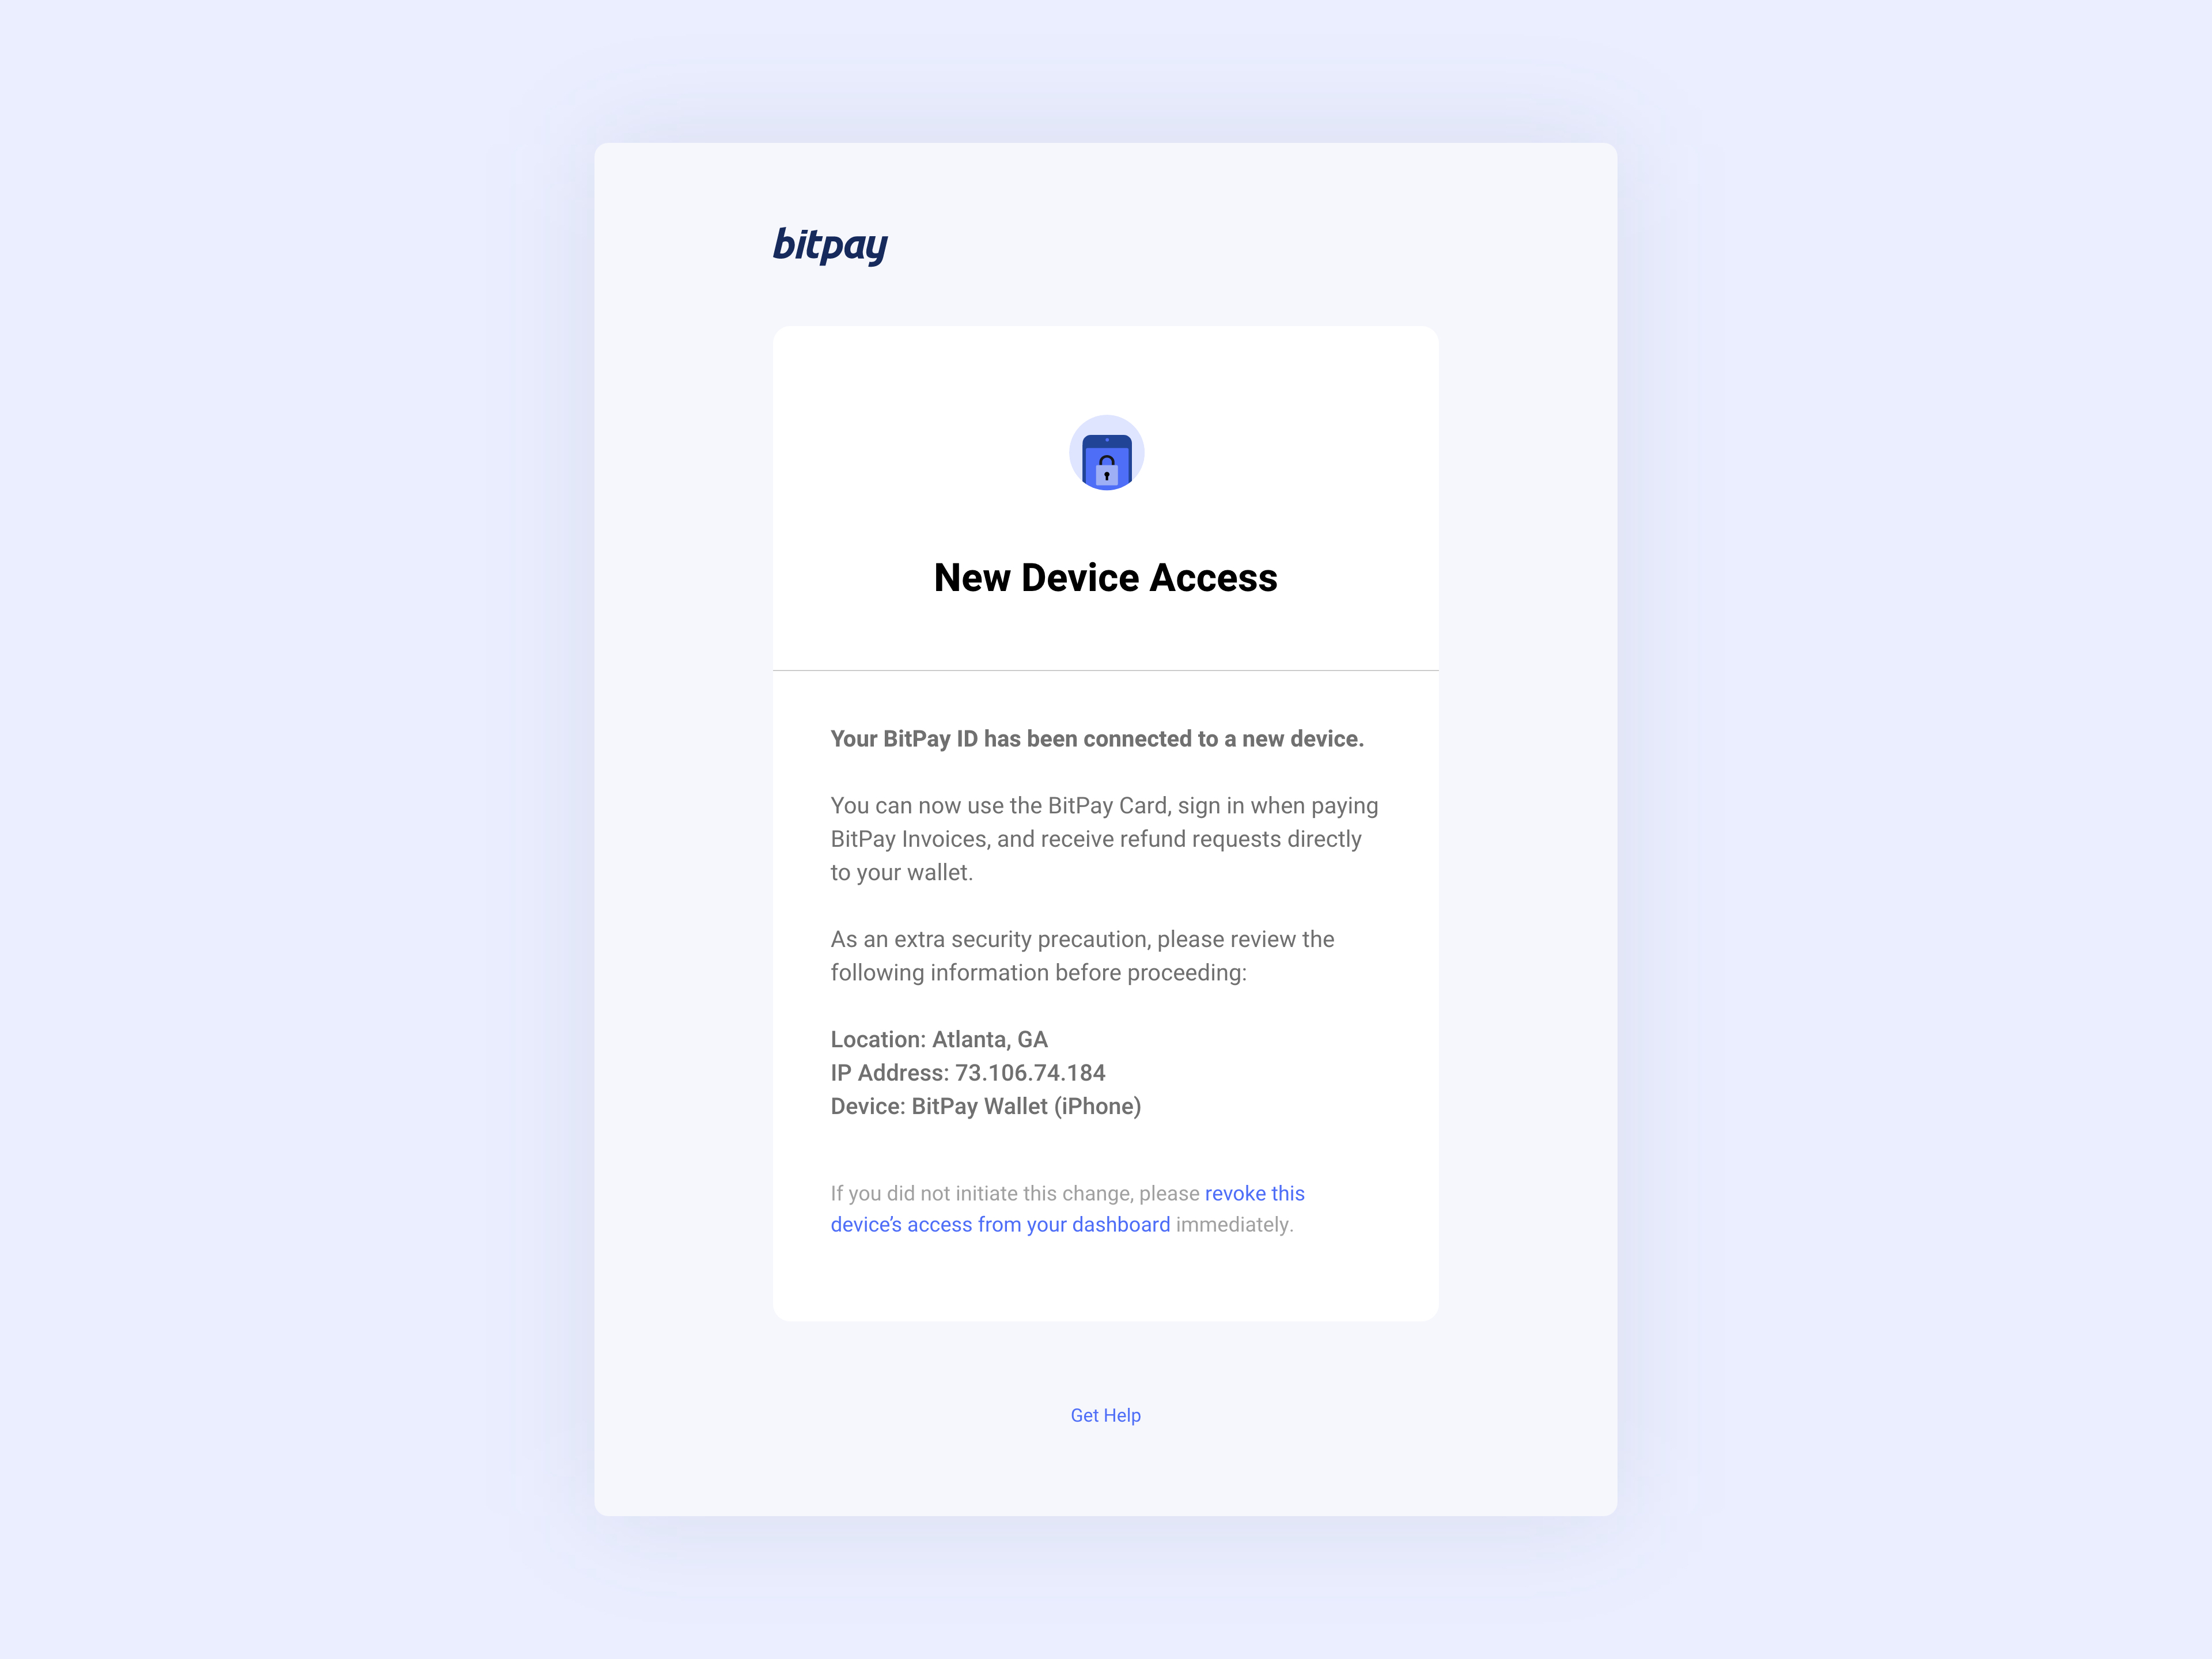 bitpay
New Device Access
Your BitPay ID has been connected to a new device.
You can now use the BitPay Card, sign in when paying
BitPay Invoices, and receive refund requests directly
to your wallet.
As an extra security precaution, please review the
following information before proceeding:
Location: Atlanta, GA
IP Address: 73.106.74.184
Device: BitPay Wallet (iPhone)
If you did not initiate this change, please revoke this
device’s access from your dashboard immediately.
Get Help